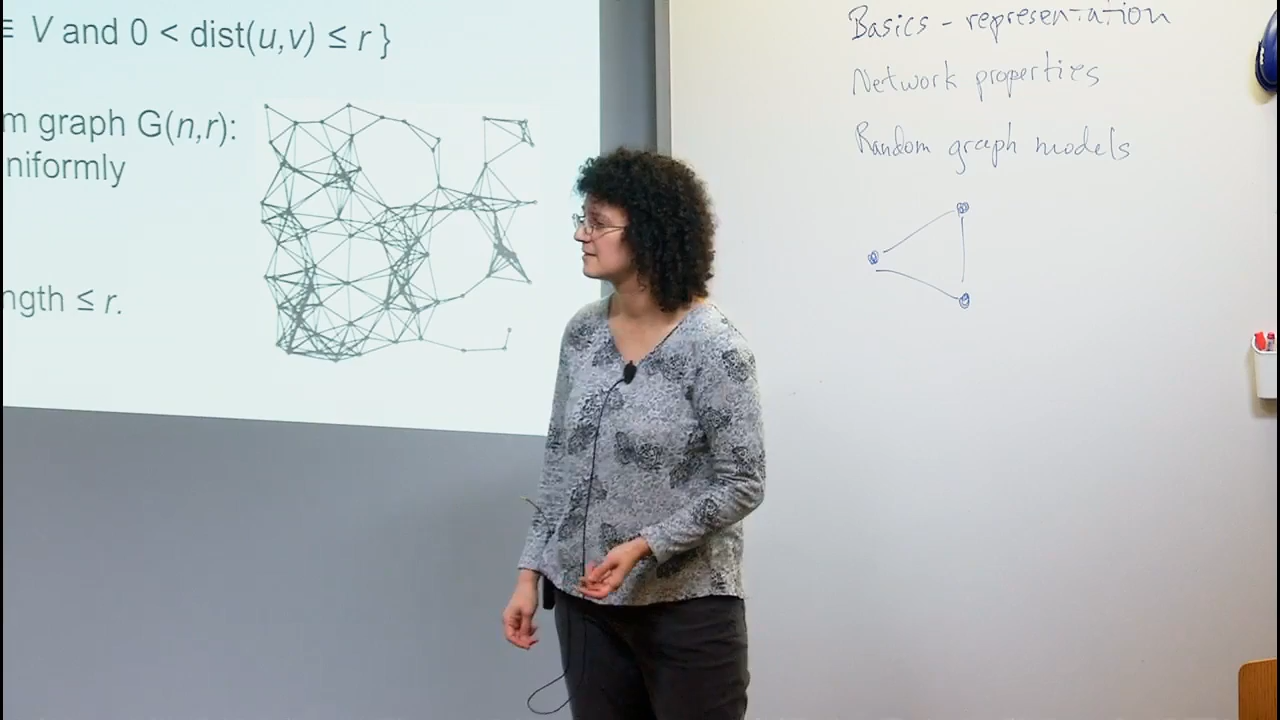 ∈ V and 0 < dist(u,v) ≤ r }
m graph G(n,r):
niformly
ngth ≤ r.
Basics - representation
Network properties
Random graph models